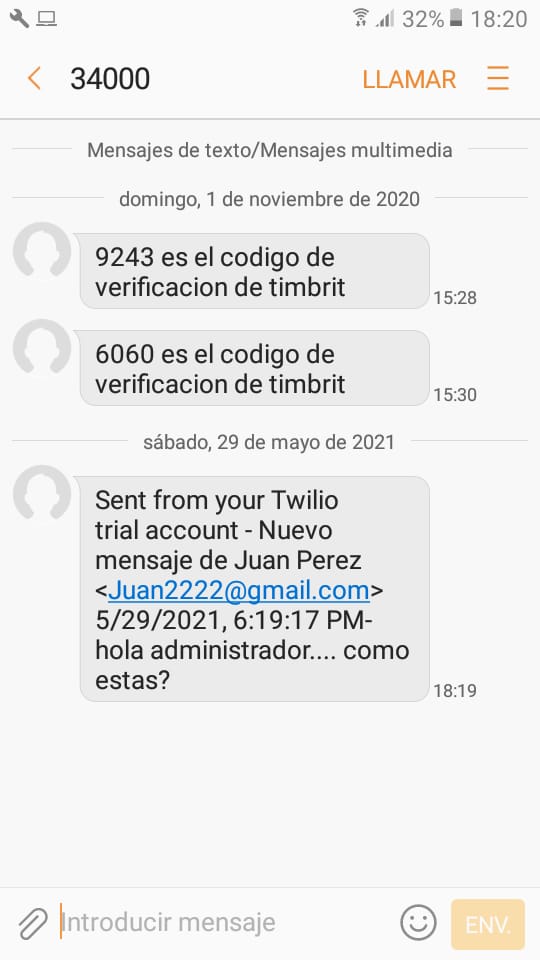 32% 18:20
34000 LLAMAR
Mensajes de texto/Mensajes multimedia
domingo, 1 de noviembre de 2020
9243 es el codigo de
verificacion de timbrit
15:28
6060 es el codigo de
verificacion de timbrit
15:30
sábado, 29 de mayo de 2021
Sent from your Twilio
trial account - Nuevo
mensaje de Juan Perez
<Juan2222@gmail.com>
5/29/2021, 6:19:17 PM-
hola administrador.... como
estas?
18:19
Introducir mensaje
ENV.